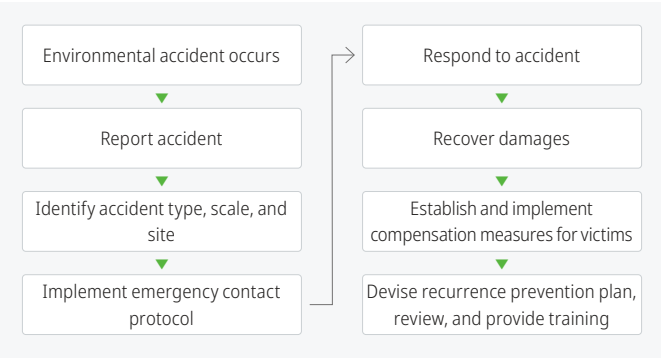 Environmental accident occurs
Report accident
Identify accident type, scale, and
site
Implement emergency contact
protocol
Respond to accident
Recover damages
Establish and implement
compensation measures for victims
Devise recurrence prevention plan,
review, and provide training